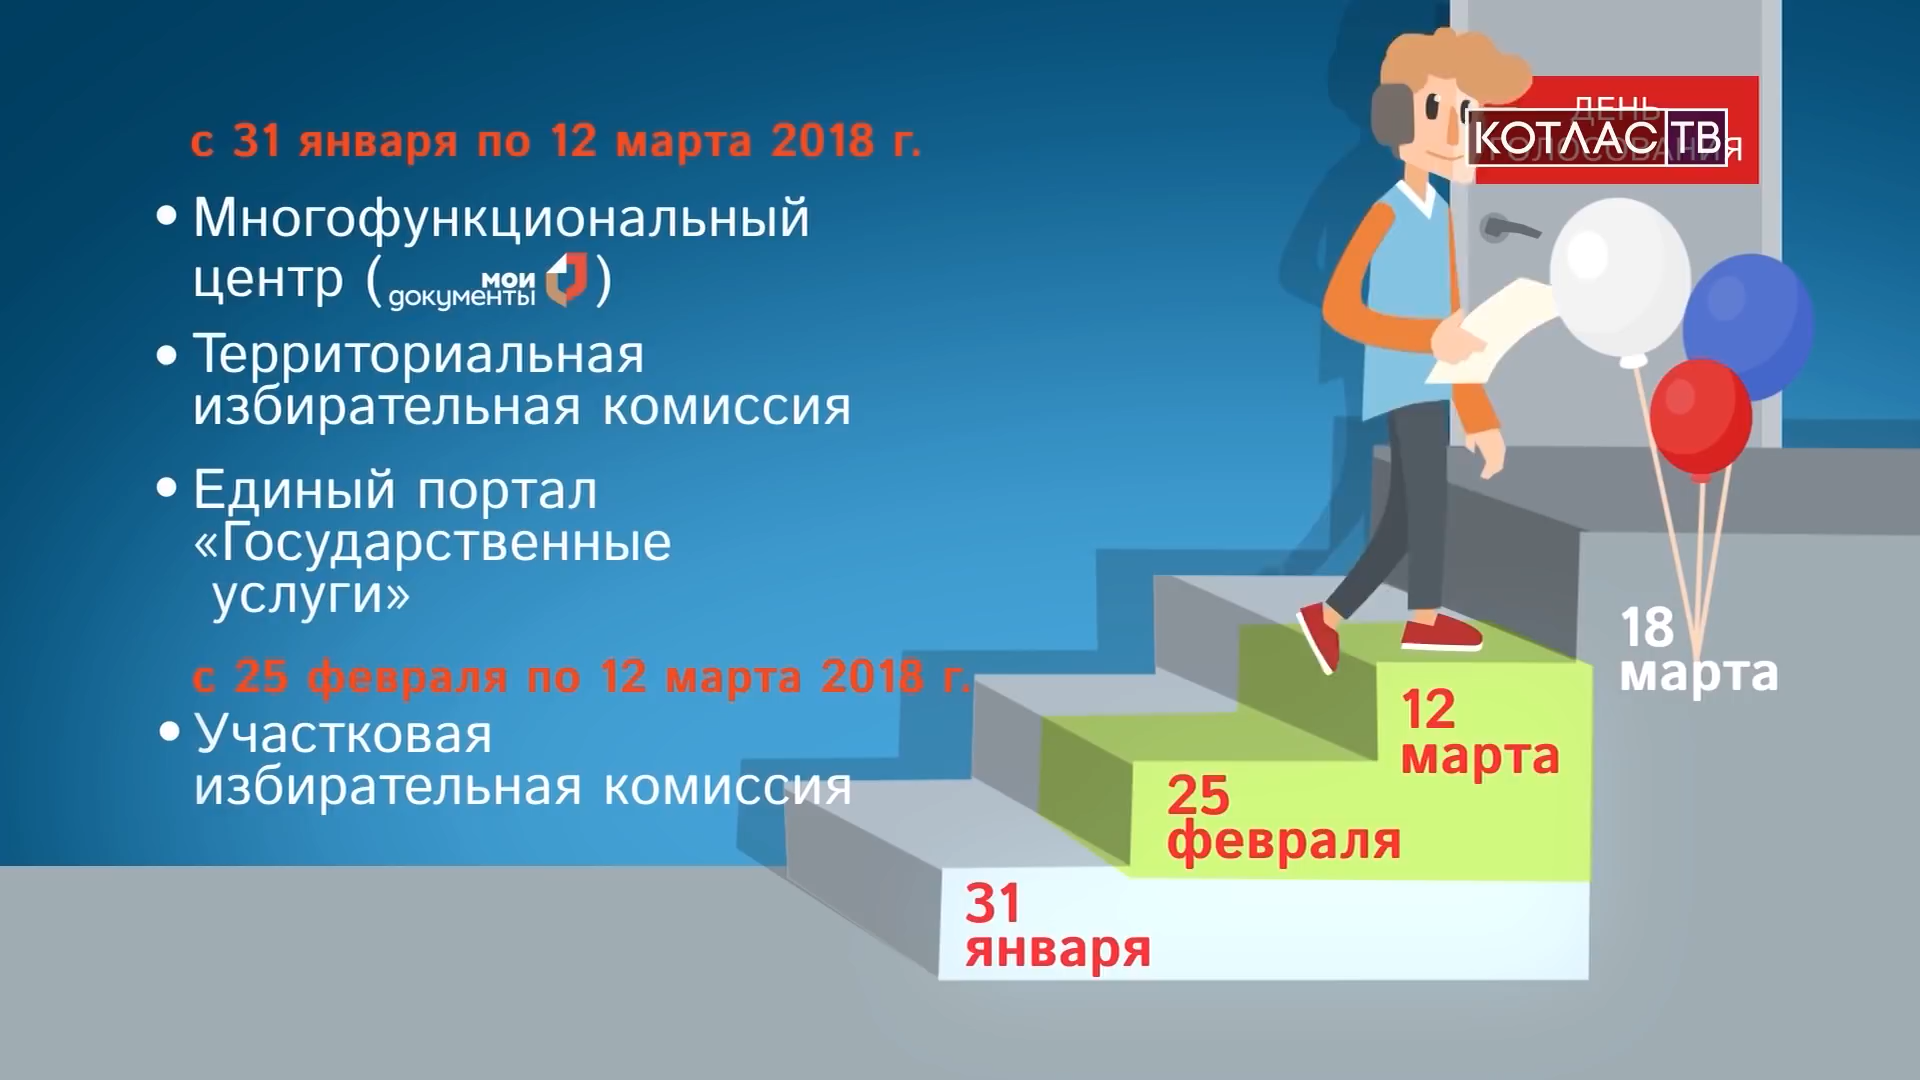 с 31 января по 12 марта 2018 г.
• Многофункциональный
центр (мои документы)
• Территориальная
избирательная комиссия
• Единый портал
«Государственные
услуги»
с 25 февраля по 12 марта 2018 г.
• Участковая
избирательная комиссия
ДЕНЬ
КОТЛАС ТВ
18
марта
12
марта
25
февраля
31
января